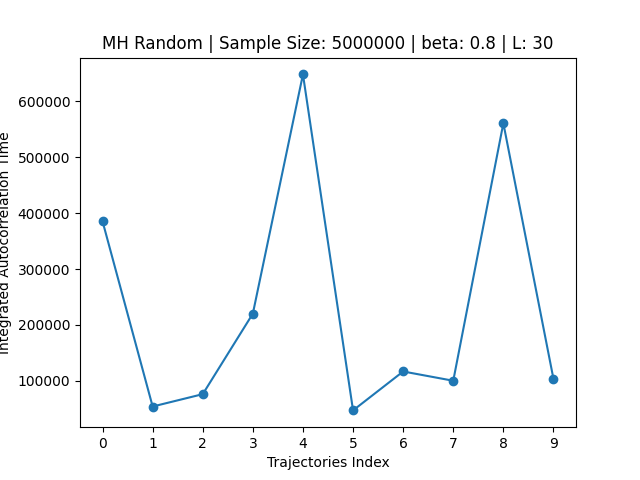 MH Random | Sample Size: 5000000 | beta: 0.8 | L: 30
Integrated Autocorrelation Time
600000
500000
400000
300000
200000
100000
0 1 2 3 4 5 6 7 8 9
Trajectories Index